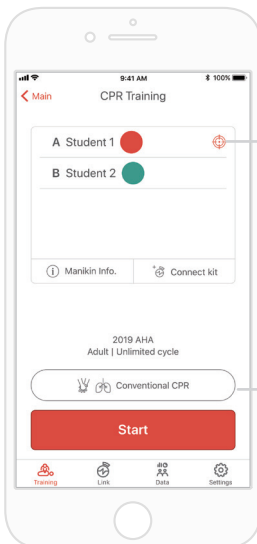 9:41 AM
100%
Main
CPR Training
A Student 1
B Student 2
Manikin Info.
Connect kit
2019 AHA
Adult | Unlimited cycle
Conventional CPR
Start
Training Link Data Settings